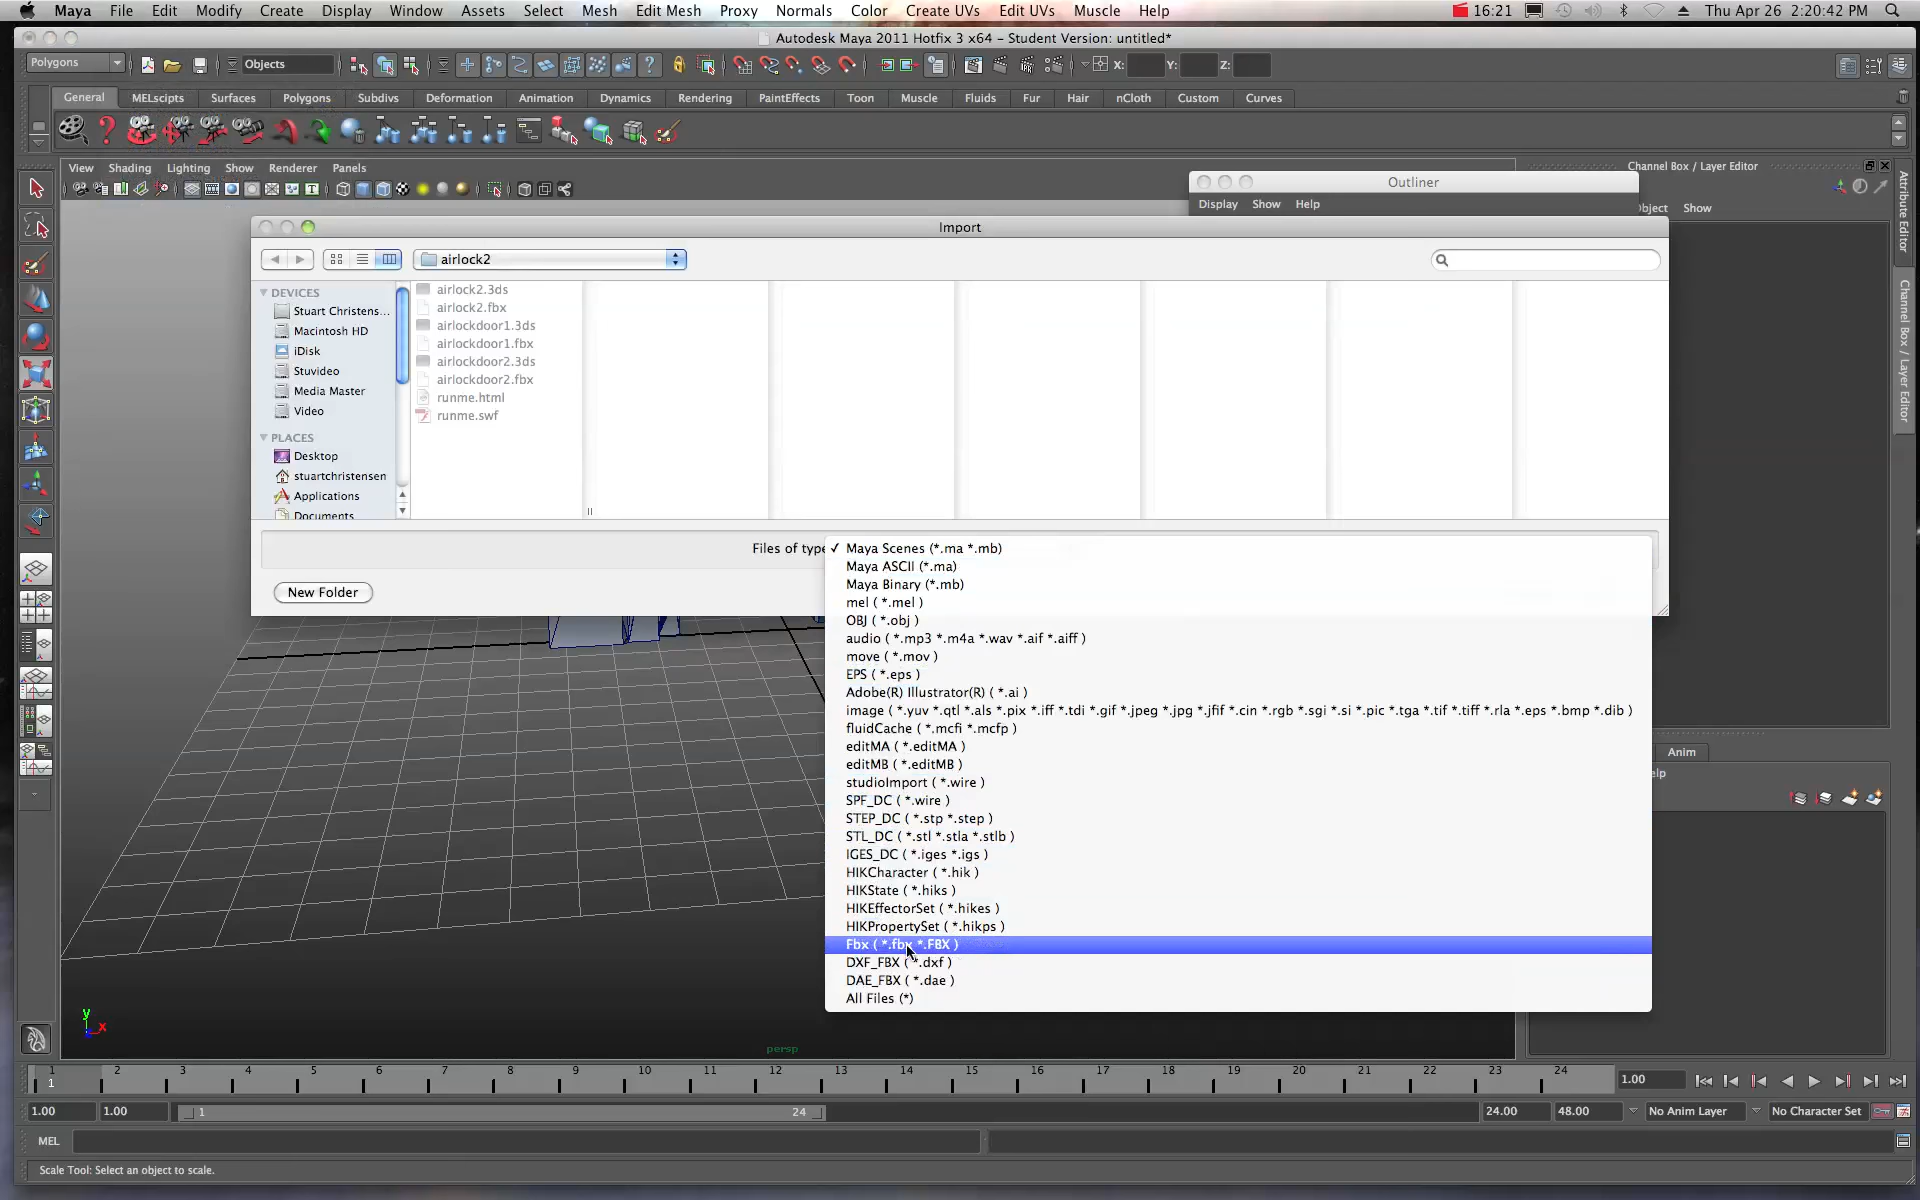 Maya File Edit Modify Create Display Window Assets Select Mesh Edit Mesh Proxy Normals Color Create UVs Edit UVs Muscle Help 16:21 Thu Apr 26 2:20:42 PM
Autodesk Maya 2011 Hotfix 3 x64 – Student Version: untitled*
Polygons Objects X: Y: Z:
General MELscipts Surfaces Polygons Subdivs Deformation Animation Dynamics Rendering PaintEffects Toon Muscle Fluids Fur Hair nCloth Custom Curves
View Shading Lighting Show Renderer Panels
Channel Box / Layer Editor
Outliner
Display Show Help
Object Show
Attribute Editor
Channel Box / Layer Editor
Import
airlock2
DEVICES
Stuart Christens...
Macintosh HD
iDisk
Stuvideo
Media Master
Video
PLACES
Desktop
stuartchristensen
Applications
Documents
airlock2.3ds
airlock2.fbx
airlockdoor1.3ds
airlockdoor1.fbx
airlockdoor2.3ds
airlockdoor2.fbx
runme.html
runme.swf
Files of type
New Folder
✓ Maya Scenes (*.ma *.mb)
Maya ASCII (*.ma)
Maya Binary (*.mb)
mel ( *.mel )
OBJ ( *.obj )
audio ( *.mp3 *.m4a *.wav *.aif *.aiff )
move ( *.mov )
EPS ( *.eps )
Adobe(R) Illustrator(R) ( *.ai )
image ( *.yuv *.qtl *.als *.pix *.iff *.tdi *.gif *.jpeg *.jpg *.jfif *.cin *.rgb *.sgi *.si *.pic *.tga *.tif *.tiff *.rla *.eps *.bmp *.dib )
fluidCache ( *.mcfi *.mcfp )
editMA ( *.editMA )
editMB ( *.editMB )
studioImport ( *.wire )
SPF_DC ( *.wire )
STEP_DC ( *.stp *.step )
STL_DC ( *.stl *.stla *.stlb )
IGES_DC ( *.iges *.igs )
HIKCharacter ( *.hik )
HIKState ( *.hiks )
HIKEffectorSet ( *.hikes )
HIKPropertySet ( *.hikps )
Fbx ( *.fbx *.FBX )
DXF_FBX ( *.dxf )
DAE_FBX ( *.dae )
All Files (*)
Anim
elp
y
x
persp
1 2 3 4 5 6 7 8 9 10 11 12 13 14 15 16 17 18 19 20 21 22 23 24
1 1.00
1.00 1.00 1 24 24.00 48.00 No Anim Layer No Character Set
MEL
Scale Tool: Select an object to scale.